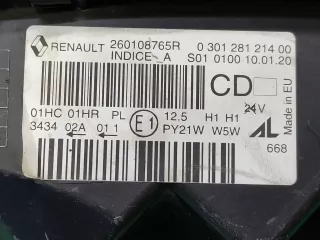 RENAULT 260108765R 0 301 281 214 00
INDICE_A S01 0100 10.01.20
CD
24V
01HC 01HR PL E1 12.5 H1 H1
3434 02A 01 1 PY21W W5W
AL
668
Made in EU